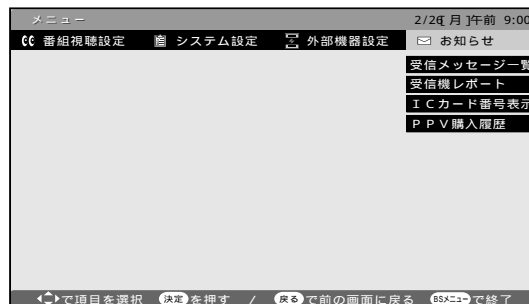 メニュー 2/26[月]午前 9:00
番組視聴設定 システム設定 外部機器設定 お知らせ
受信メッセージ一覧
受信機レポート
ICカード番号表示
PPV購入履歴
で項目を選択 決定を押す / 戻るで前の画面に戻る BSメニューで終了